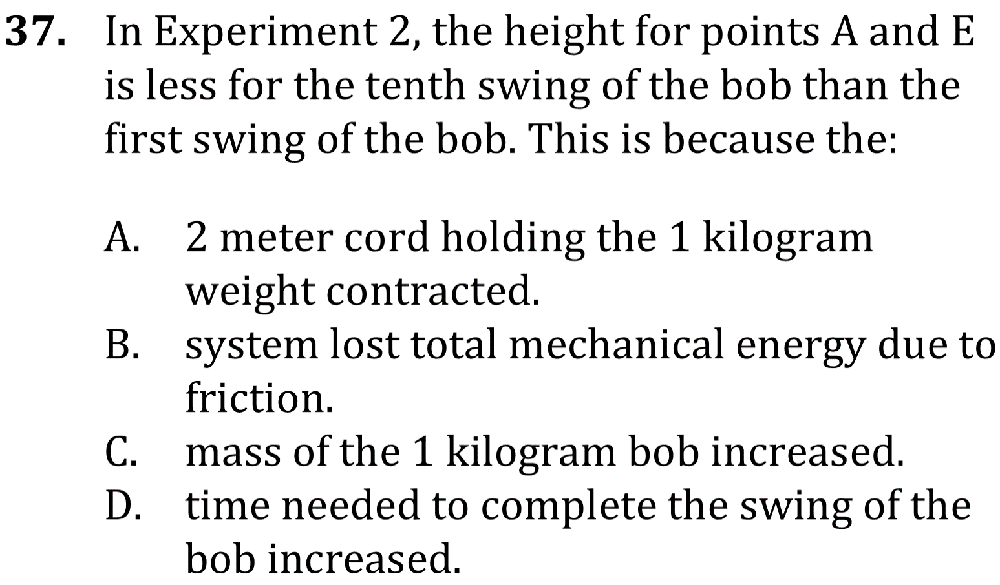 37. In Experiment 2, the height for points A and E
is less for the tenth swing of the bob than the
first swing of the bob. This is because the:
A. 2 meter cord holding the 1 kilogram
weight contracted.
B. system lost total mechanical energy due to
friction.
C. mass of the 1 kilogram bob increased.
D. time needed to complete the swing of the
bob increased.